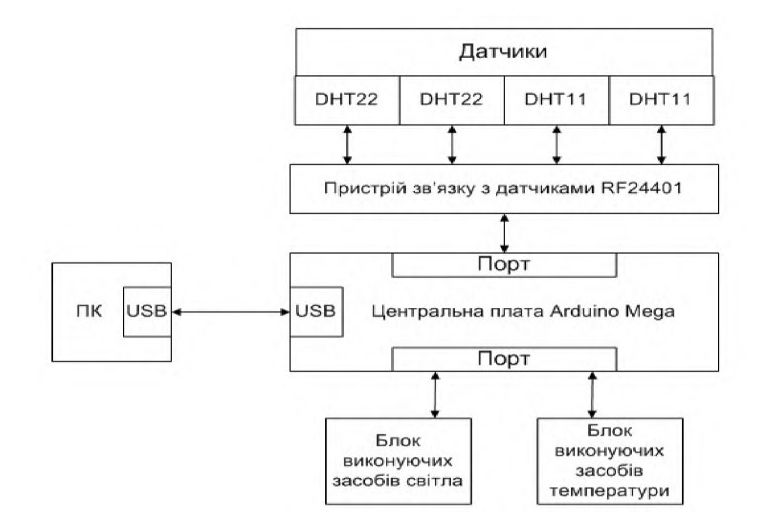 Датчики
DHT22 DHT22 DHT11 DHT11
Пристрій зв'язку з датчиками RF24401
Порт
ПК USB USB Центральна плата Arduino Mega
Порт
Блок
виконуючих
засобів світла
Блок
виконуючих
засобів
температури